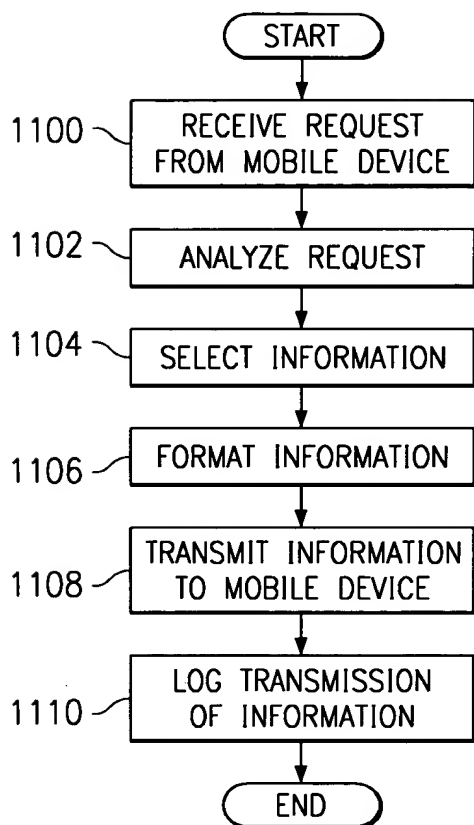 START
1100
RECEIVE REQUEST
FROM MOBILE DEVICE
1102
ANALYZE REQUEST
1104
SELECT INFORMATION
1106
FORMAT INFORMATION
1108
TRANSMIT INFORMATION
TO MOBILE DEVICE
1110
LOG TRANSMISSION
OF INFORMATION
END